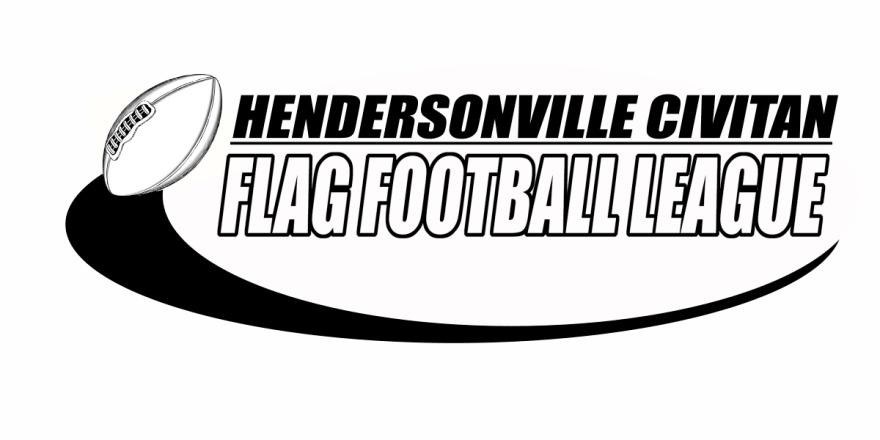 HENDERSONVILLE CIVITAN
FLAG FOOTBALL LEAGUE